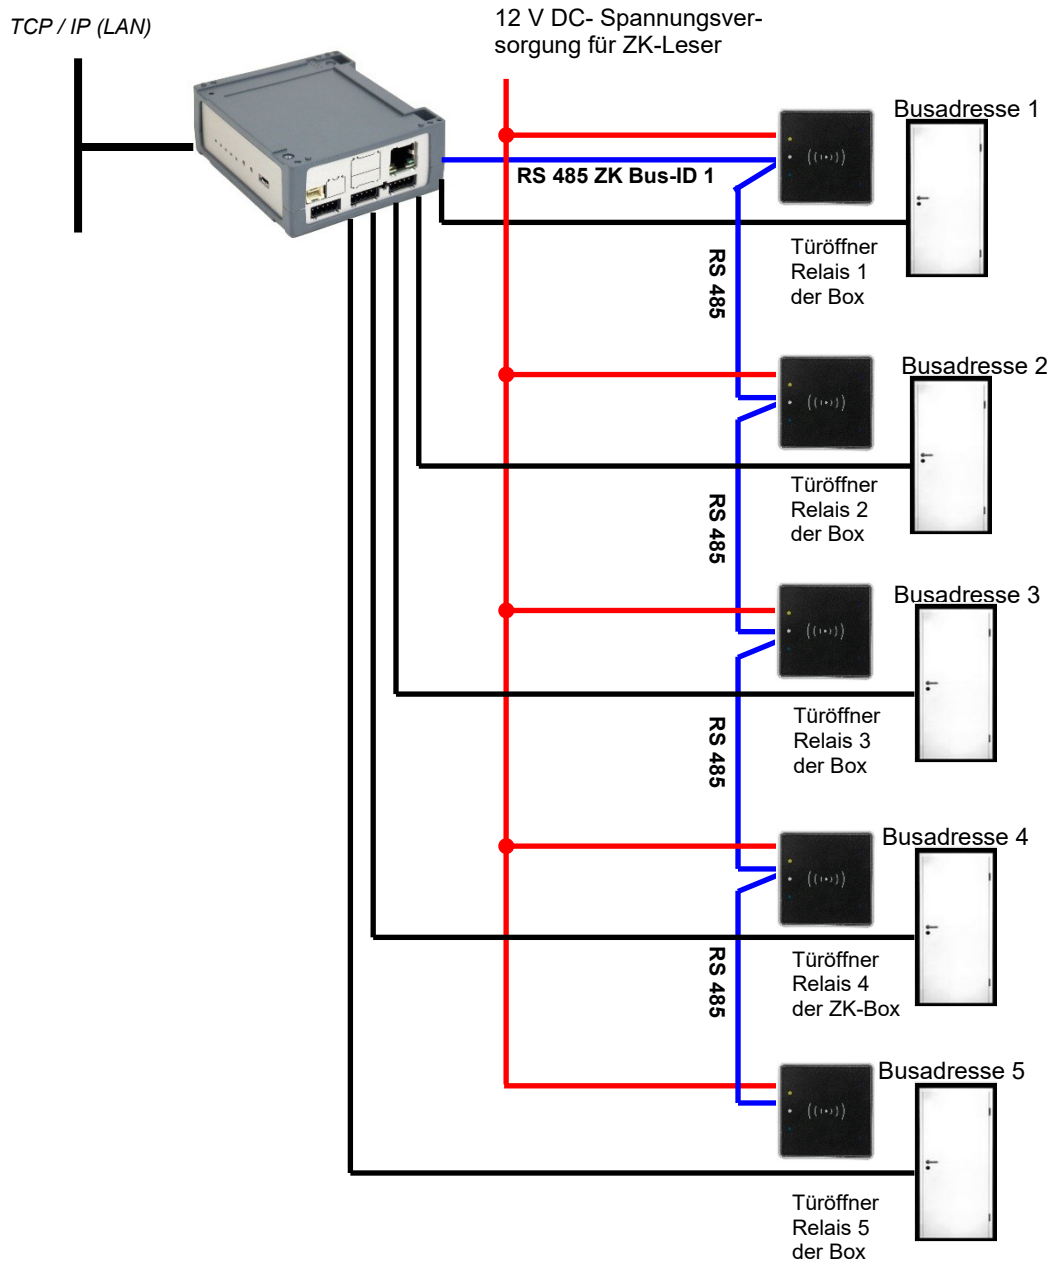 TCP / IP (LAN)
12 V DC- Spannungsver-
sorgung für ZK-Leser
Busadresse 1
RS 485 ZK Bus-ID 1
Türöffner
Relais 1
der Box
RS 485
Busadresse 2
Türöffner
Relais 2
der Box
RS 485
Busadresse 3
Türöffner
Relais 3
der Box
RS 485
Busadresse 4
Türöffner
Relais 4
der ZK-Box
RS 485
Busadresse 5
Türöffner
Relais 5
der Box